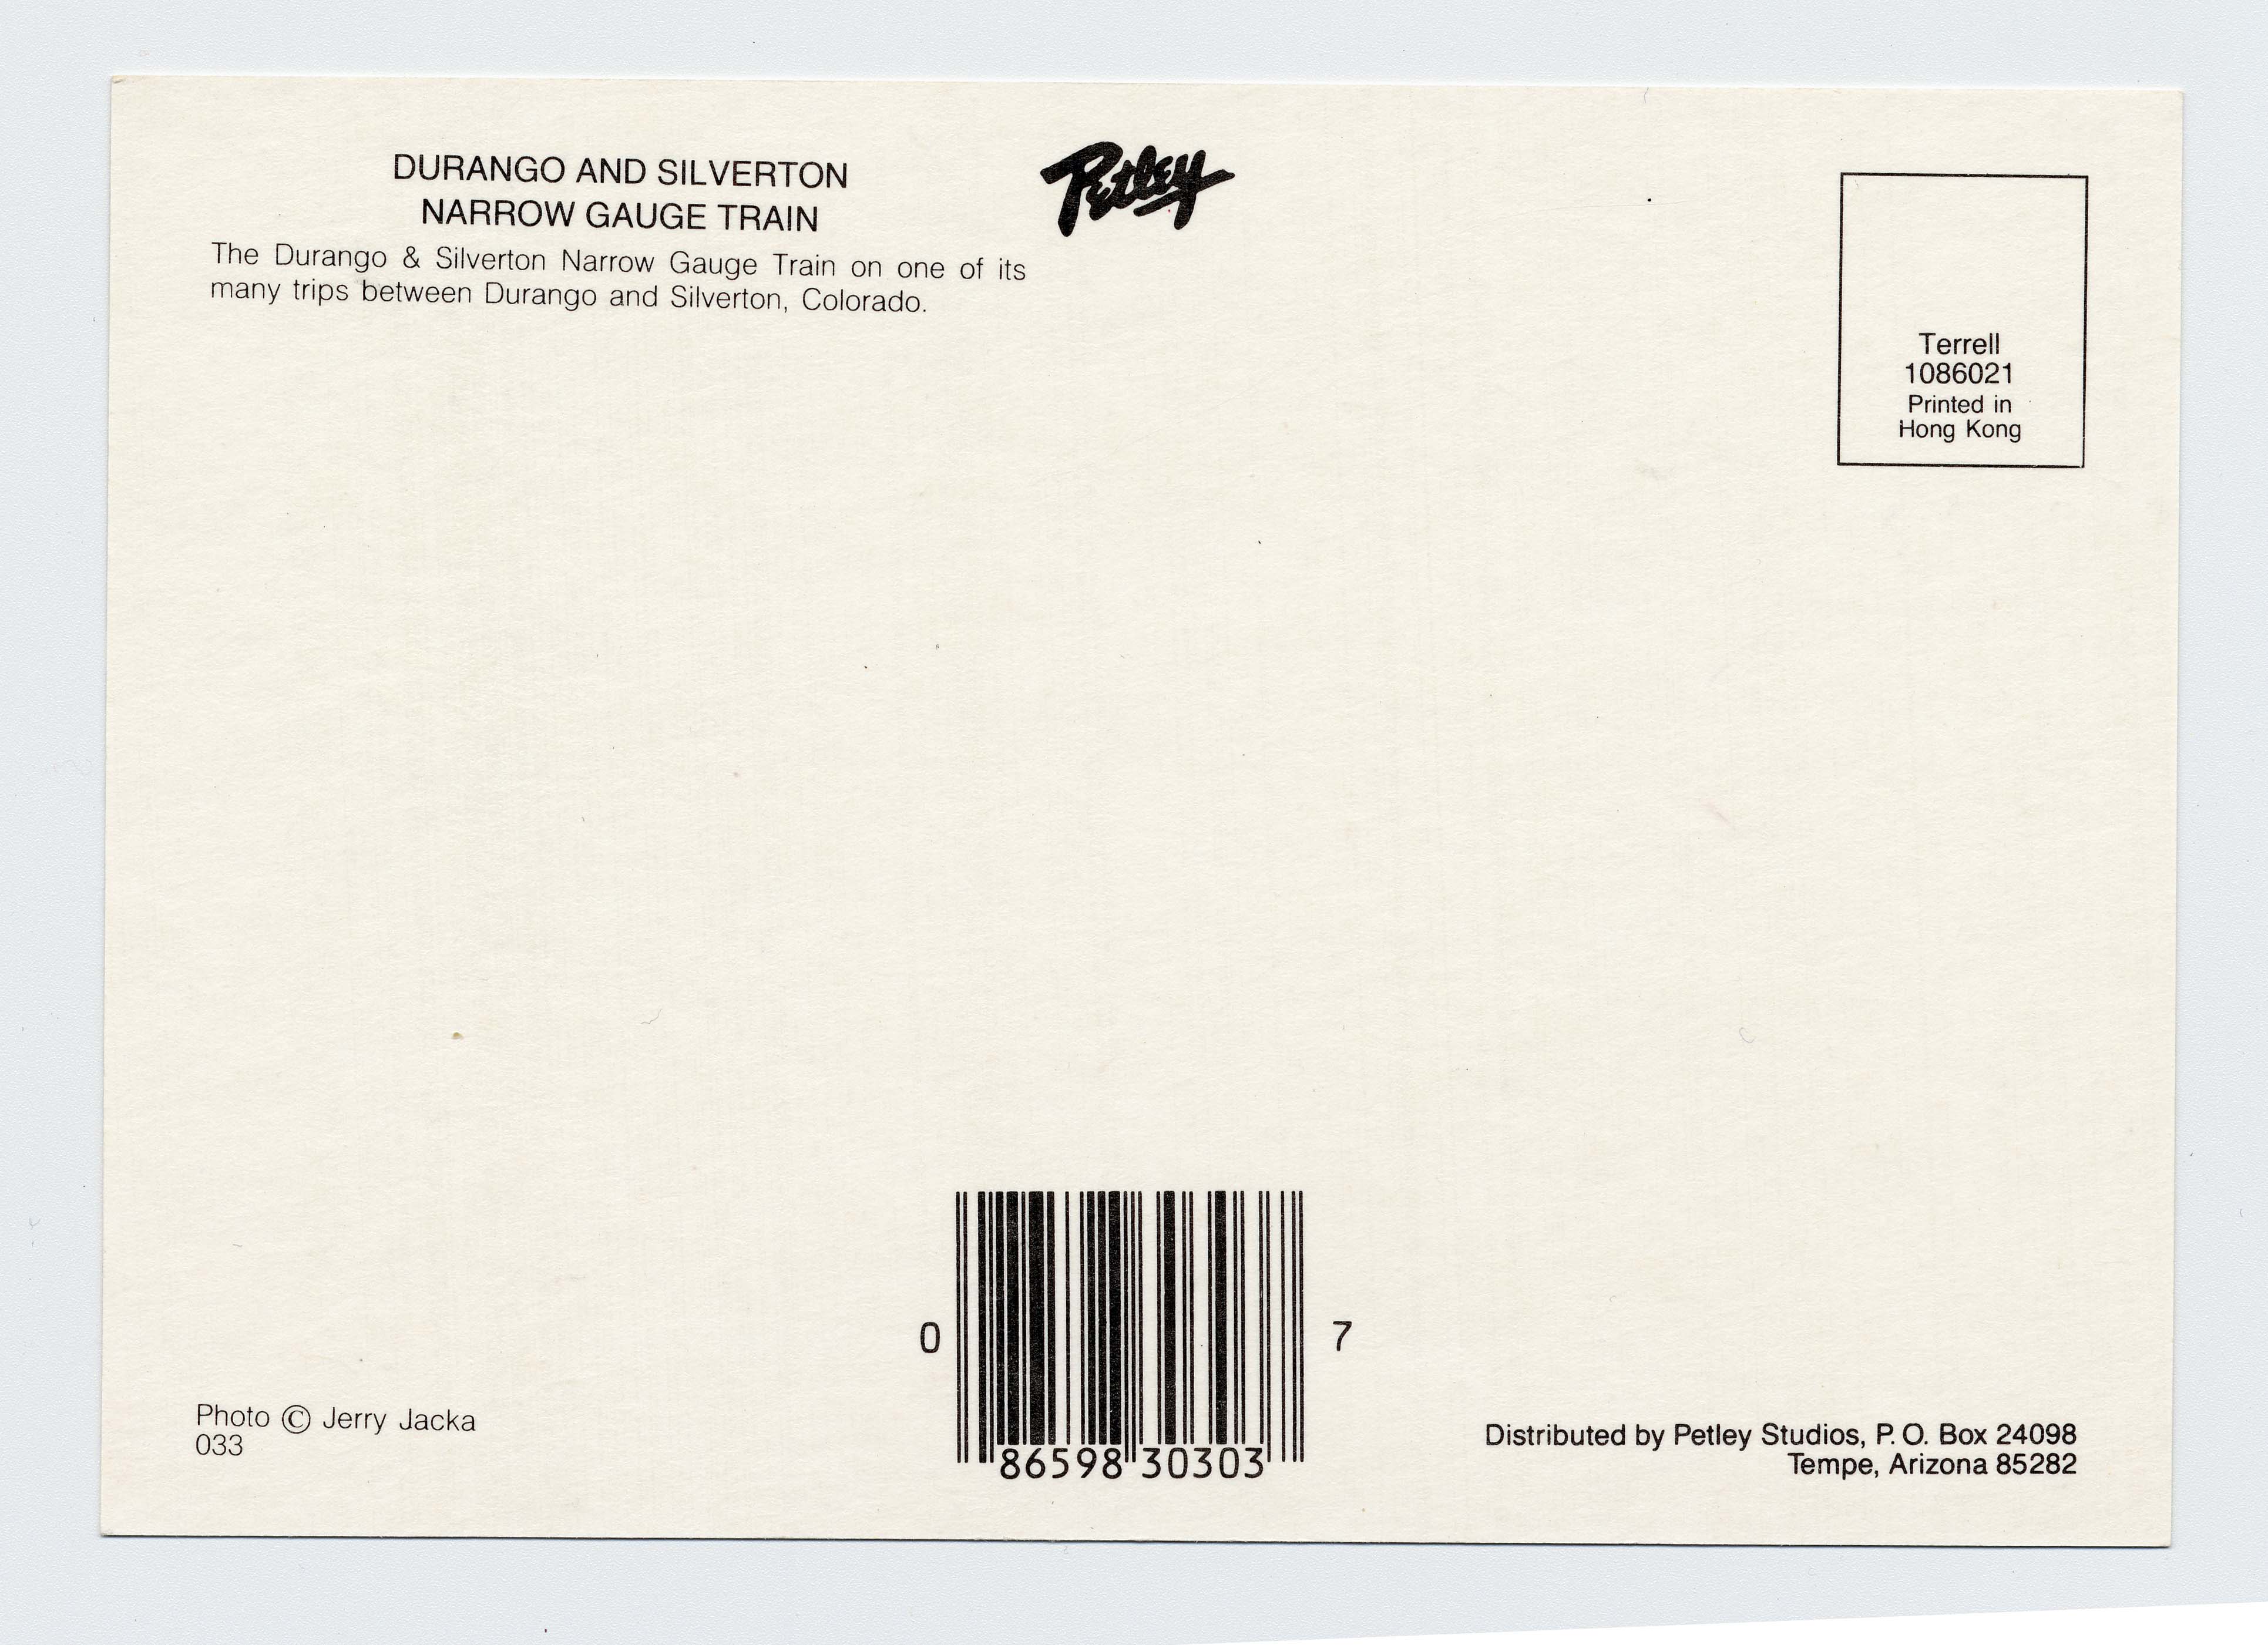 DURANGO AND SILVERTON
NARROW GAUGE TRAIN
The Durango & Silverton Narrow Gauge Train on one of its
many trips between Durango and Silverton, Colorado.
Petley
Terrell
1086021
Printed in
Hong Kong
0 86598 30303 7
Photo © Jerry Jacka
033
Distributed by Petley Studios, P. O. Box 24098
Tempe, Arizona 85282